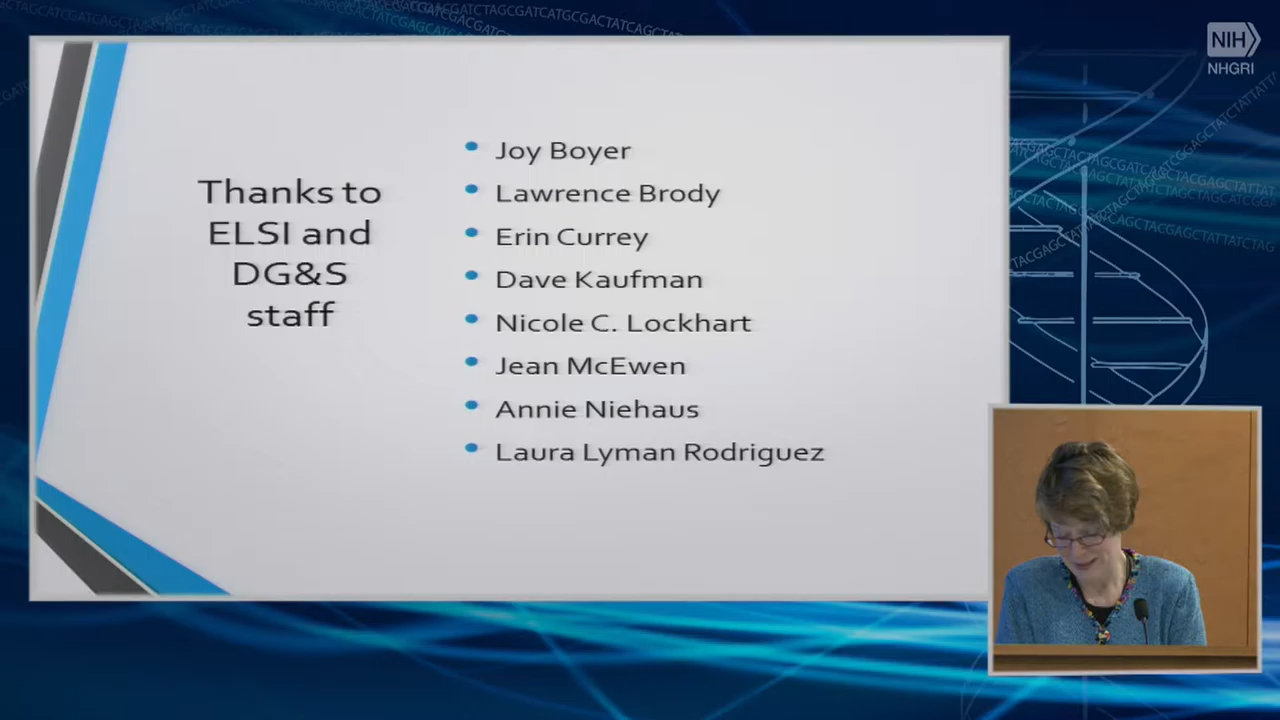 NIH
NHGRI
Thanks to
ELSI and
DG&S
staff
• Joy Boyer
• Lawrence Brody
• Erin Currey
• Dave Kaufman
• Nicole C. Lockhart
• Jean McEwen
• Annie Niehaus
• Laura Lyman Rodriguez